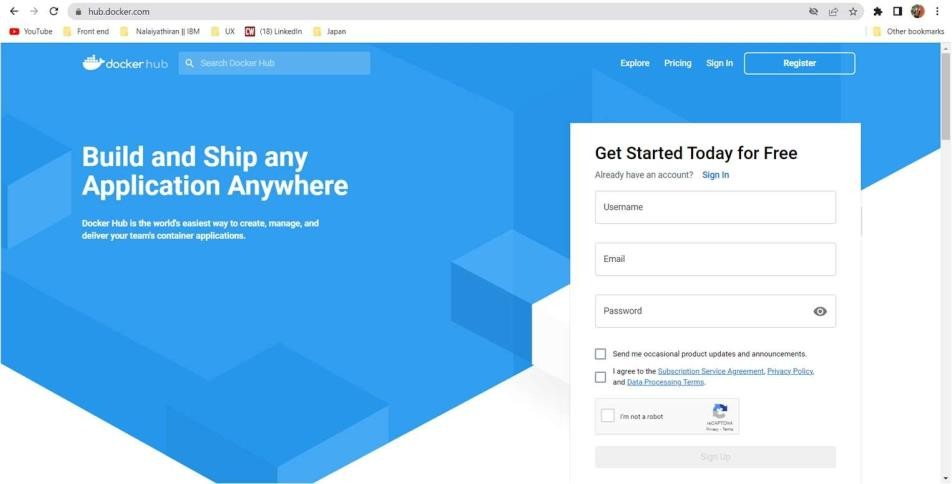 hub.docker.com
YouTube Front end Nalaiyathiran || IBM UX CW (18) LinkedIn Japan Other bookmarks
docker hub Search Docker Hub Explore Pricing Sign In Register
Build and Ship any
Application Anywhere
Docker Hub is the world's easiest way to create, manage, and
deliver your team's container applications.
Get Started Today for Free
Already have an account? Sign In
Username
Email
Password
Send me occasional product updates and announcements.
I agree to the Subscription Service Agreement, Privacy Policy,
and Data Processing Terms.
I'm not a robot
reCAPTCHA
Privacy - Terms
Sign Up